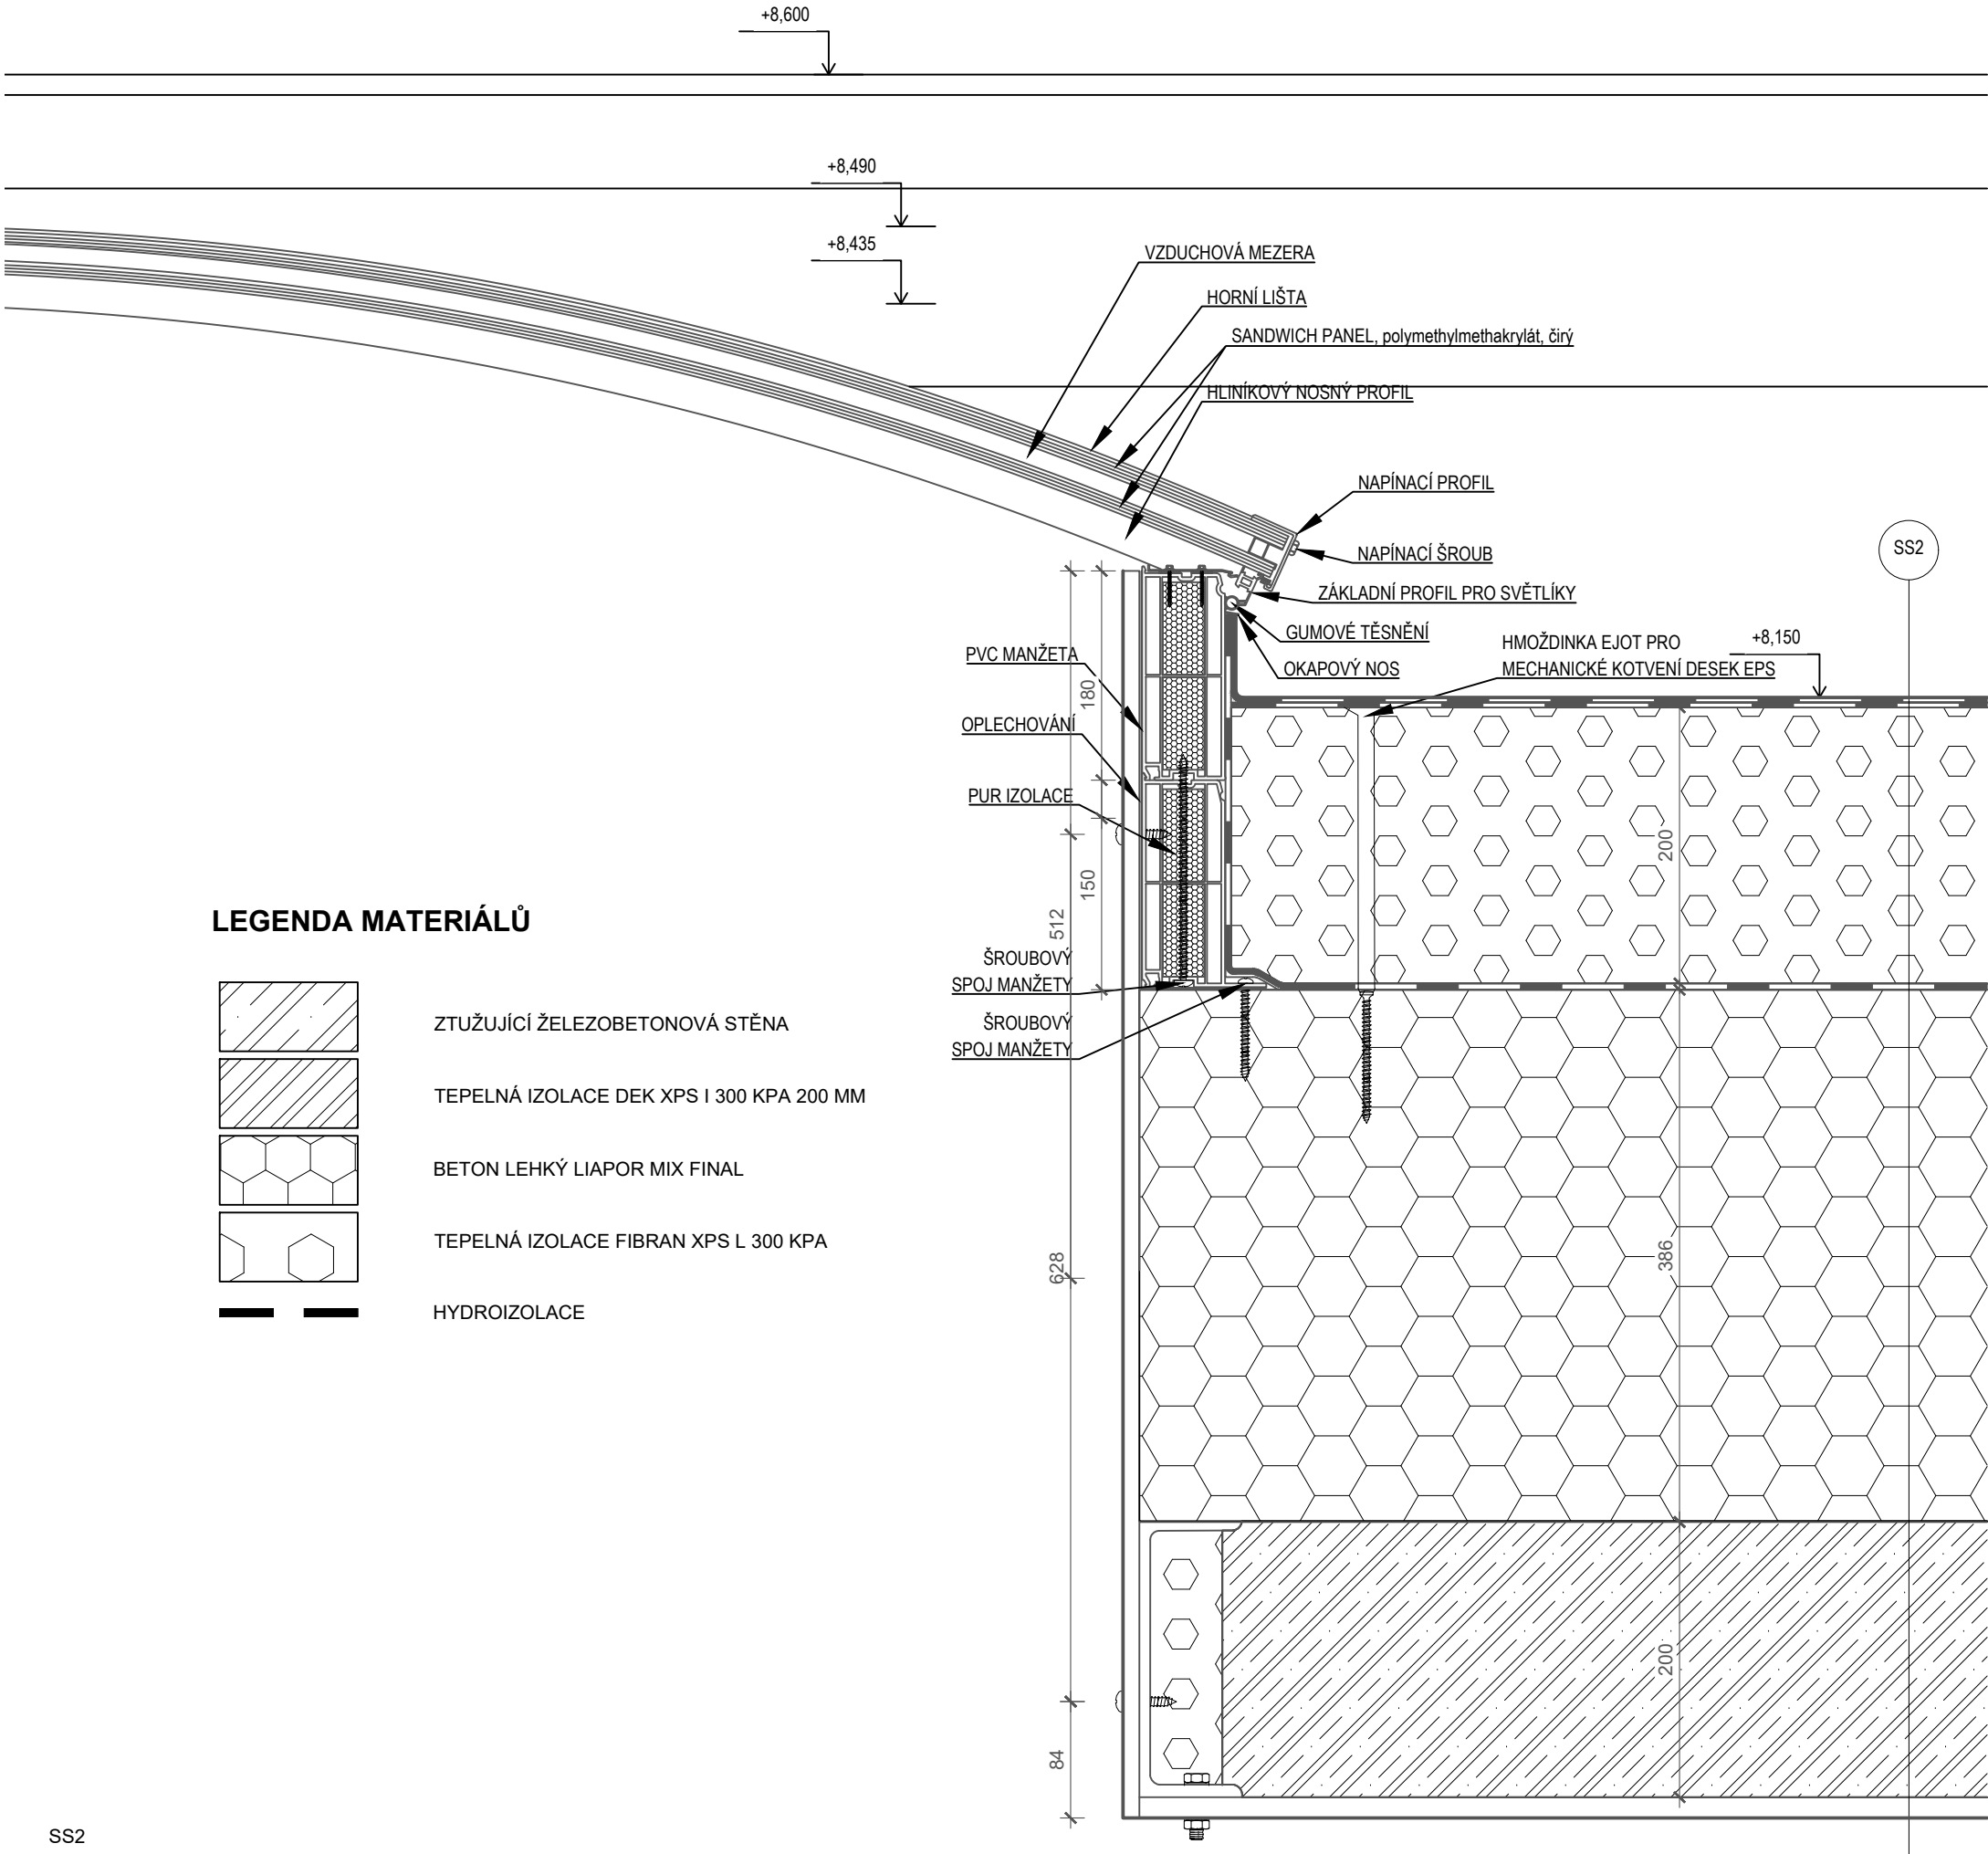 +8,600
+8,490
+8,435
VZDUCHOVÁ MEZERA
HORNÍ LIŠTA
SANDWICH PANEL, polymethylmethakrylát, čirý
HLINÍKOVÝ NOSNÝ PROFIL
NAPÍNACÍ PROFIL
NAPÍNACÍ ŠROUB
SS2
ZÁKLADNÍ PROFIL PRO SVĚTLÍKY
GUMOVÉ TĚSNĚNÍ
OKAPOVÝ NOS
HMOŽDINKA EJOT PRO
MECHANICKÉ KOTVENÍ DESEK EPS
+8,150
PVC MANŽETA
180
OPLECHOVÁNÍ
PUR IZOLACE
200
150
512
ŠROUBOVÝ
SPOJ MANŽETY
ŠROUBOVÝ
SPOJ MANŽETY
628
386
200
84
LEGENDA MATERIÁLŮ
ZTUŽUJÍCÍ ŽELEZOBETONOVÁ STĚNA
TEPELNÁ IZOLACE DEK XPS I 300 KPA 200 MM
BETON LEHKÝ LIAPOR MIX FINAL
TEPELNÁ IZOLACE FIBRAN XPS L 300 KPA
HYDROIZOLACE
SS2